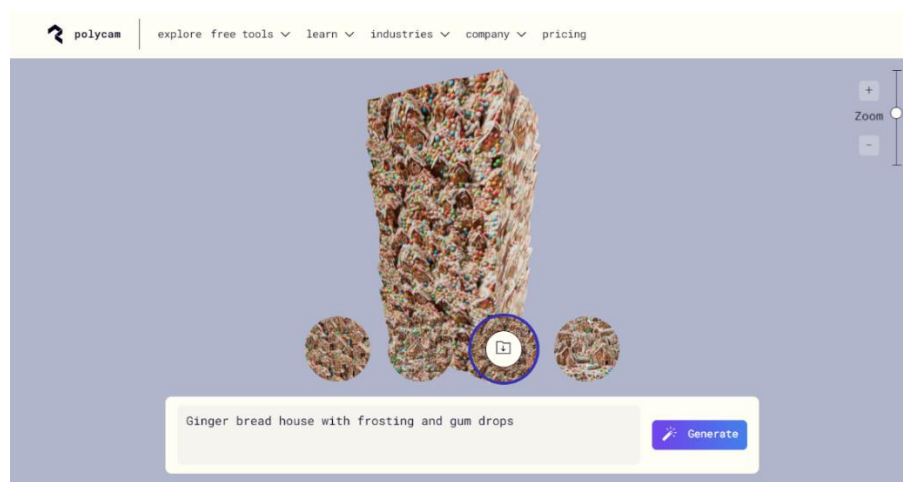 polycam explore free tools learn industries company pricing
+
Zoom
-
Ginger bread house with frosting and gum drops
Generate